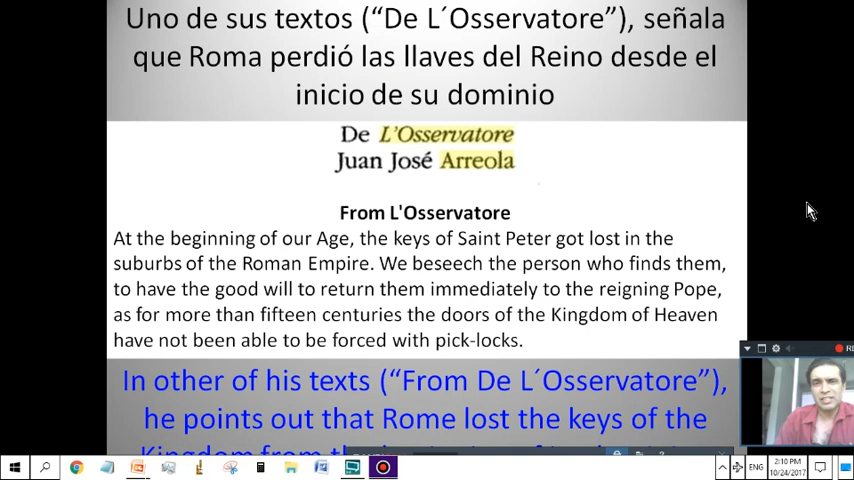 Uno de sus textos (“De L´Osservatore”), señala
que Roma perdió las llaves del Reino desde el
inicio de su dominio
De L'Osservatore
Juan José Arreola
From L'Osservatore
At the beginning of our Age, the keys of Saint Peter got lost in the
suburbs of the Roman Empire. We beseech the person who finds them,
to have the good will to return them immediately to the reigning Pope,
as for more than fifteen centuries the doors of the Kingdom of Heaven
have not been able to be forced with pick-locks.
In other of his texts (“From De L´Osservatore”),
he points out that Rome lost the keys of the
Kingdom from
ENG
2:10 PM
10/24/2017